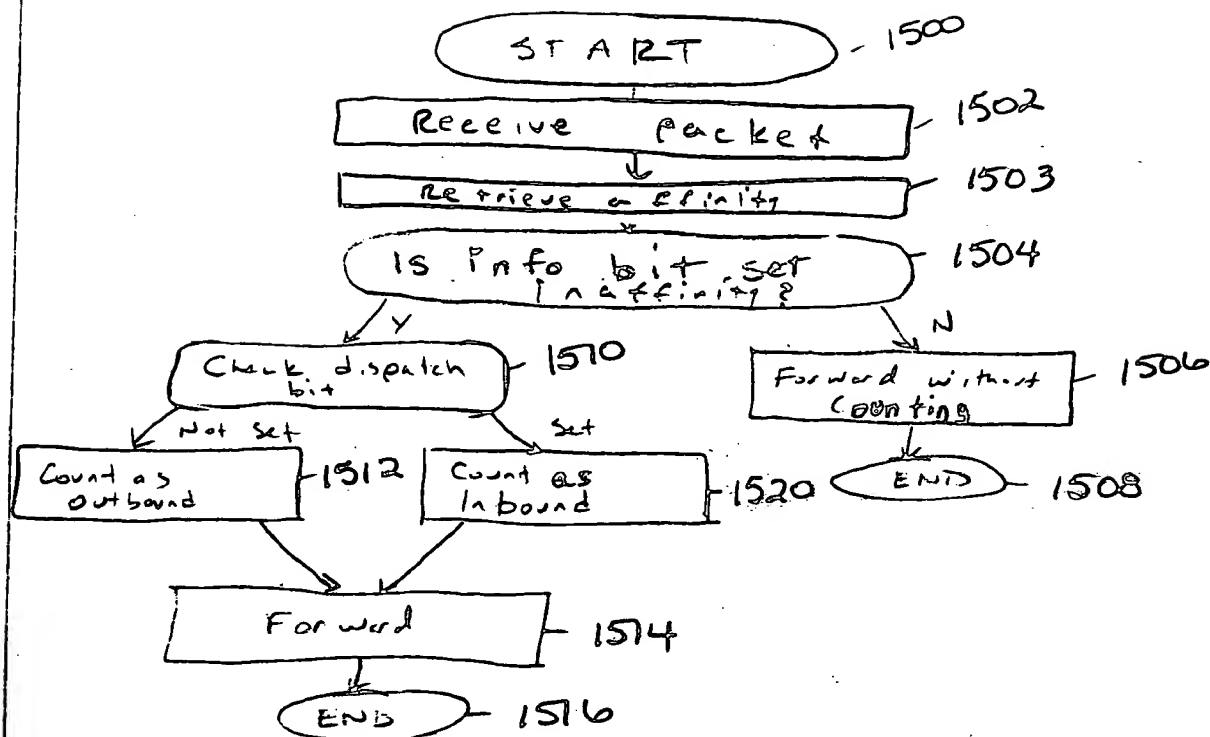 START
1500
Receive packet
1502
Retrieve affinity
1503
Is info bit set
in affinity?
1504
Y
N
Check dispatch
bit
1510
Forward without
Counting
1506
Not Set
Set
Count as
Outbound
1512
Count as
Inbound
1520
END
1508
Forward
1514
END
1516